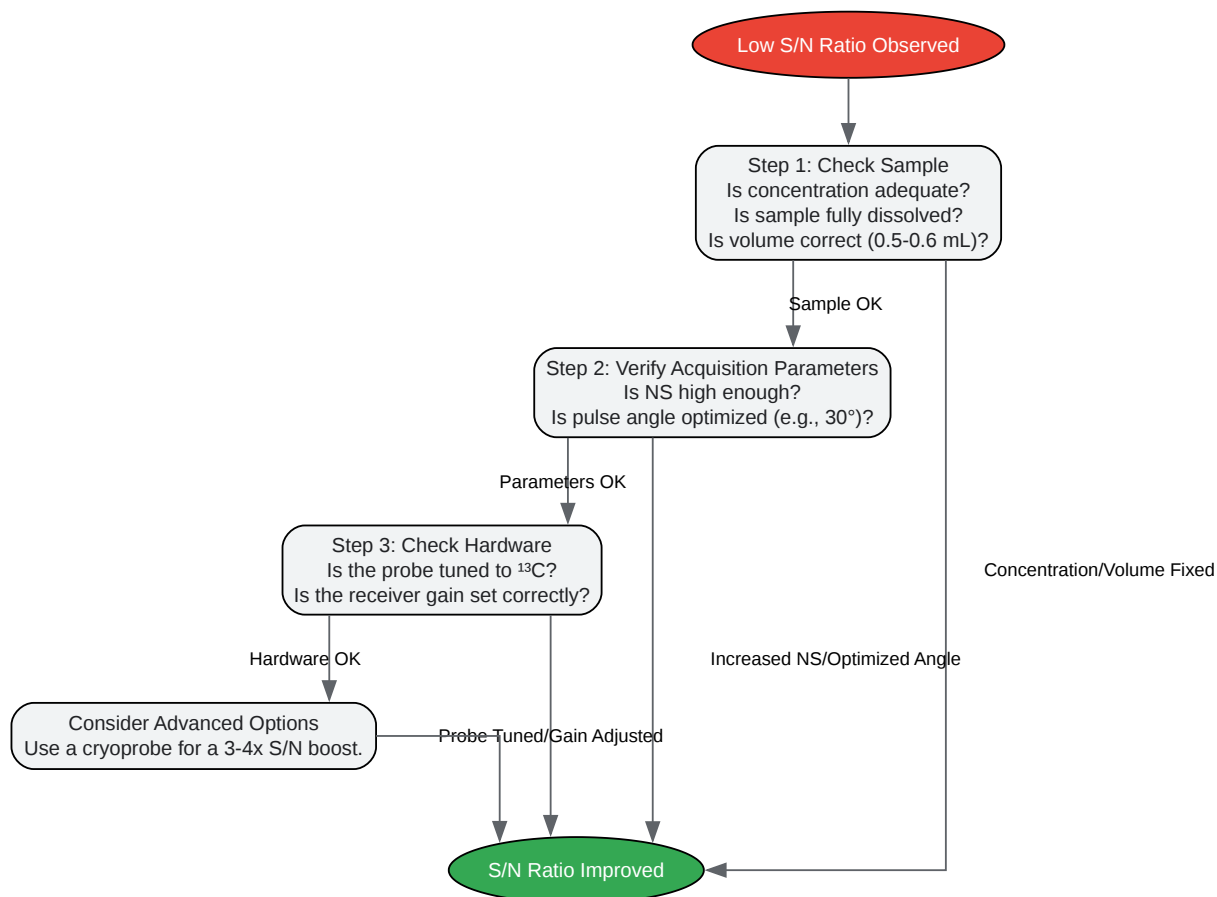 Low S/N Ratio Observed
Step 1: Check Sample
Is concentration adequate?
Is sample fully dissolved?
Is volume correct (0.5-0.6 mL)?
Sample OK
Step 2: Verify Acquisition Parameters
Is NS high enough?
Is pulse angle optimized (e.g., 30°)?
Parameters OK
Step 3: Check Hardware
Is the probe tuned to ¹³C?
Is the receiver gain set correctly?
Concentration/Volume Fixed
Hardware OK
Increased NS/Optimized Angle
Consider Advanced Options
Use a cryoprobe for a 3-4x S/N boost.
Probe Tuned/Gain Adjusted
S/N Ratio Improved